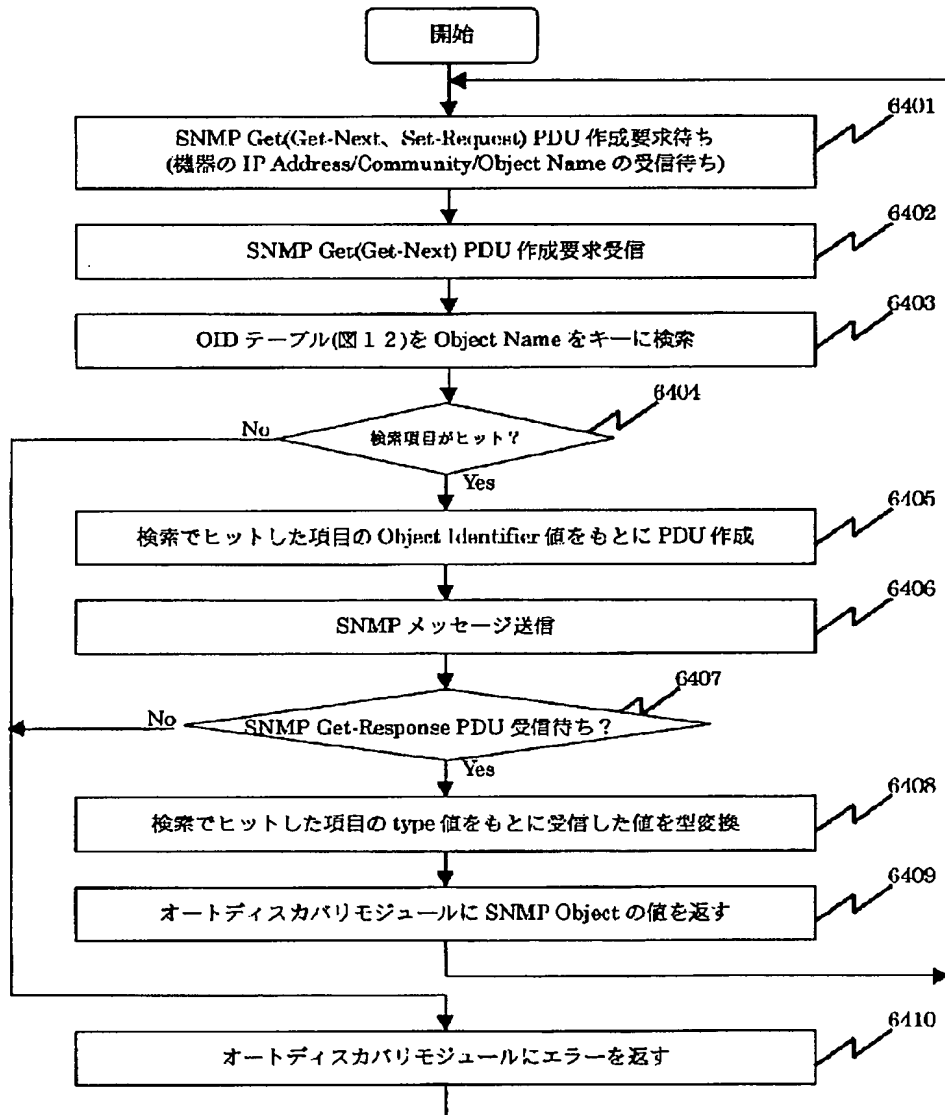 開始
6401
SNMP Get(Get-Next、Set-Request) PDU 作成要求待ち
(機器の IP Address/Community/Object Name の受信待ち)
6402
SNMP Get(Get-Next) PDU 作成要求受信
6403
OID テーブル(図12)を Object Name をキーに検索
6404
No
検索項目がヒット?
Yes
6405
検索でヒットした項目の Object Identifier 値をもとに PDU 作成
6406
SNMP メッセージ送信
6407
No
SNMP Get-Response PDU 受信待ち?
Yes
6408
検索でヒットした項目の type 値をもとに受信した値を型変換
6409
オートディスカバリモジュールに SNMP Object の値を返す
6410
オートディスカバリモジュールにエラーを返す